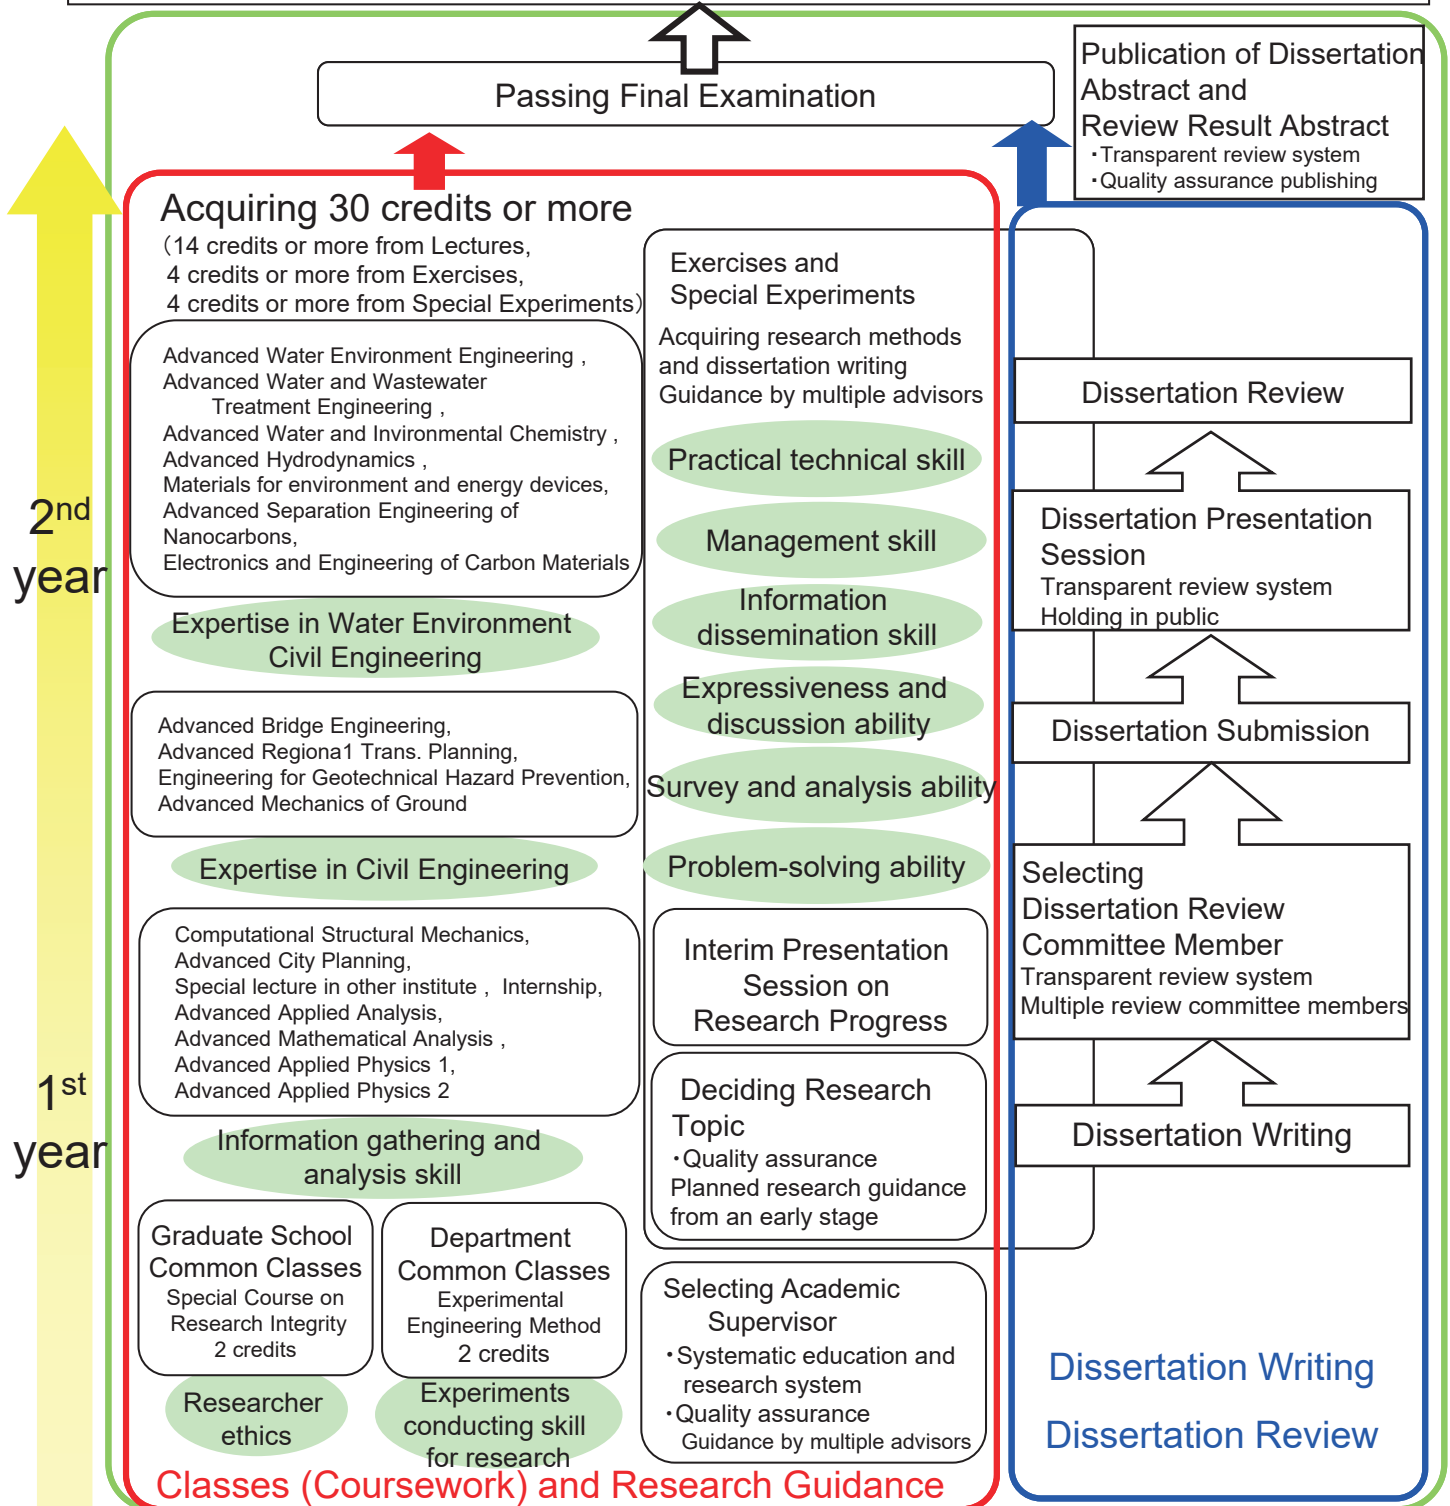 Passing Final Examination
Publication of Dissertation
Abstract and
Review Result Abstract
・Transparent review system
・Quality assurance publishing
2nd
year
1st
year
Acquiring 30 credits or more
（14 credits or more from Lectures,
4 credits or more from Exercises,
4 credits or more from Special Experiments）
Advanced Water Environment Engineering ,
Advanced Water and Wastewater
Treatment Engineering ,
Advanced Water and Invironmental Chemistry ,
Advanced Hydrodynamics ,
Materials for environment and energy devices,
Advanced Separation Engineering of
Nanocarbons,
Electronics and Engineering of Carbon Materials
Expertise in Water Environment
Civil Engineering
Advanced Bridge Engineering,
Advanced Regiona1 Trans. Planning,
Engineering for Geotechnical Hazard Prevention,
Advanced Mechanics of Ground
Expertise in Civil Engineering
Computational Structural Mechanics,
Advanced City Planning,
Special lecture in other institute , Internship,
Advanced Applied Analysis,
Advanced Mathematical Analysis ,
Advanced Applied Physics 1,
Advanced Applied Physics 2
Information gathering and
analysis skill
Graduate School
Common Classes
Special Course on
Research Integrity
2 credits
Researcher
ethics
Department
Common Classes
Experimental
Engineering Method
2 credits
Experiments
conducting skill
for research
Exercises and
Special Experiments
Acquiring research methods
and dissertation writing
Guidance by multiple advisors
Practical technical skill
Management skill
Information
dissemination skill
Expressiveness and
discussion ability
Survey and analysis ability
Problem-solving ability
Interim Presentation
Session on
Research Progress
Deciding Research
Topic
・Quality assurance
Planned research guidance
from an early stage
Selecting Academic
Supervisor
・Systematic education and
research system
・Quality assurance
Guidance by multiple advisors
Classes (Coursework) and Research Guidance
Dissertation Review
Dissertation Presentation
Session
Transparent review system
Holding in public
Dissertation Submission
Selecting
Dissertation Review
Committee Member
Transparent review system
Multiple review committee members
Dissertation Writing
Dissertation Writing
Dissertation Review